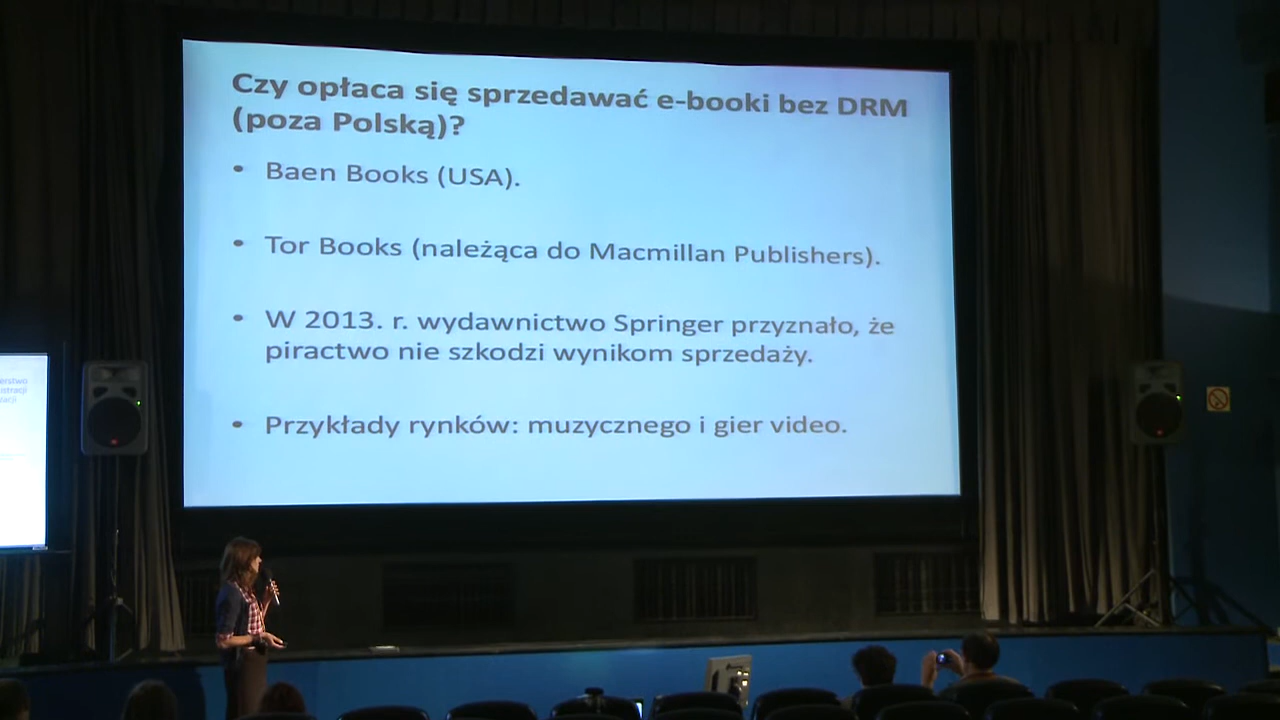 Czy opłaca się sprzedawać e-booki bez DRM
(poza Polską)?
• Baen Books (USA).
• Tor Books (należąca do Macmillan Publishers).
• W 2013. r. wydawnictwo Springer przyznało, że
piractwo nie szkodzi wynikom sprzedaży.
• Przykłady rynków: muzycznego i gier video.